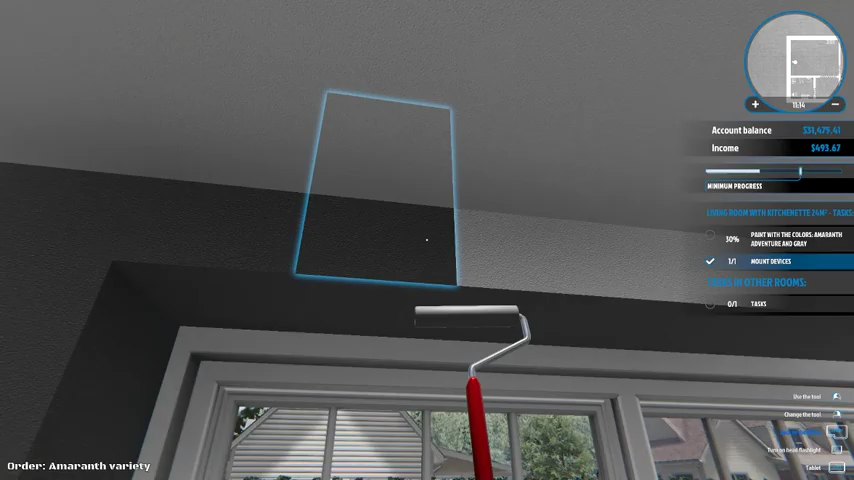 + 11:14 −
Account balance $31,475.41
Income $493.67
MINIMUM PROGRESS
LIVING ROOM WITH KITCHENETTE 24M² - TASKS:
30% PAINT WITH THE COLORS: AMARANTH
ADVENTURE AND GRAY
1/1 MOUNT DEVICES
IN OTHER ROOMS:
0/1 TASKS
Use the tool
Change the tool
Turn on head flashlight
Tablet
Order: Amaranth variety